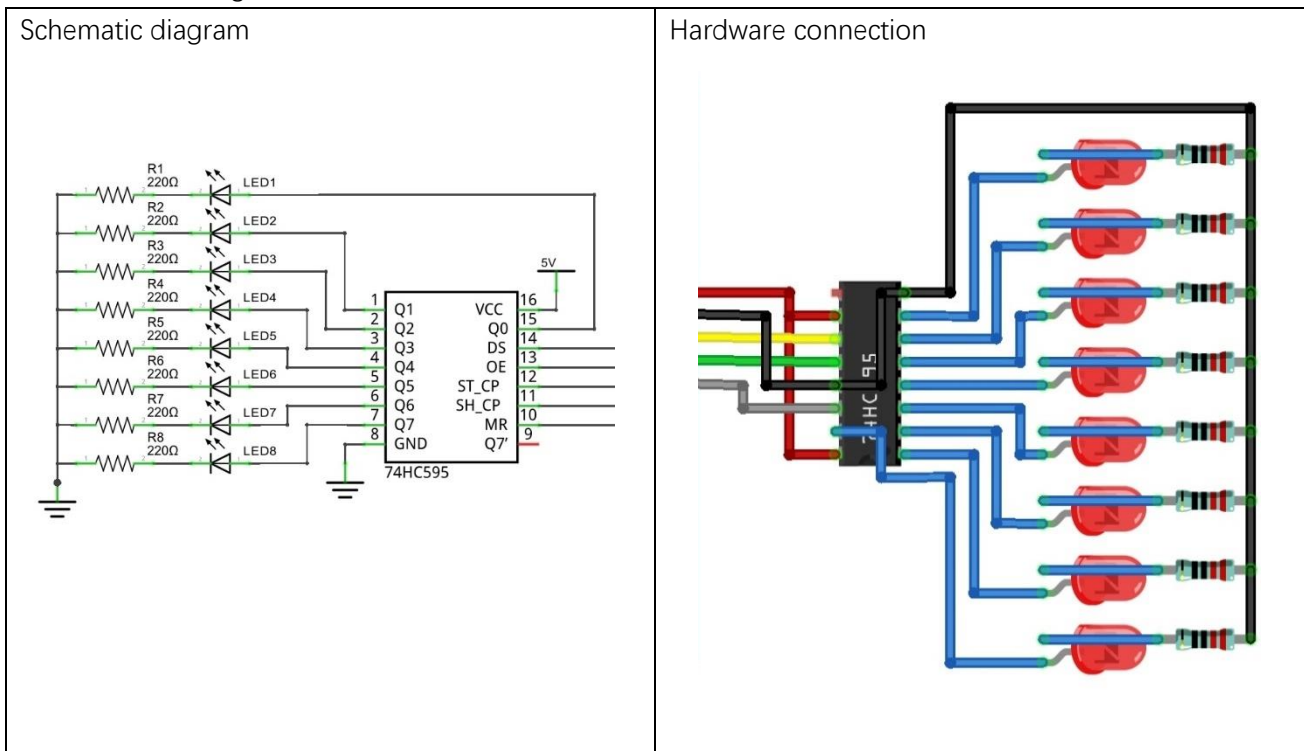 Schematic diagram
Hardware connection
R1
220Ω
LED1
R2
220Ω
LED2
R3
220Ω
LED3
R4
220Ω
LED4
R5
220Ω
LED5
R6
220Ω
LED6
R7
220Ω
LED7
R8
220Ω
LED8
5V
1 Q1 VCC 16
2 Q2 Q0 15
3 Q3 DS 14
4 Q4 OE 13
5 Q5 ST_CP 12
6 Q6 SH_CP 11
7 Q7 MR 10
8 GND Q7' 9
74HC595